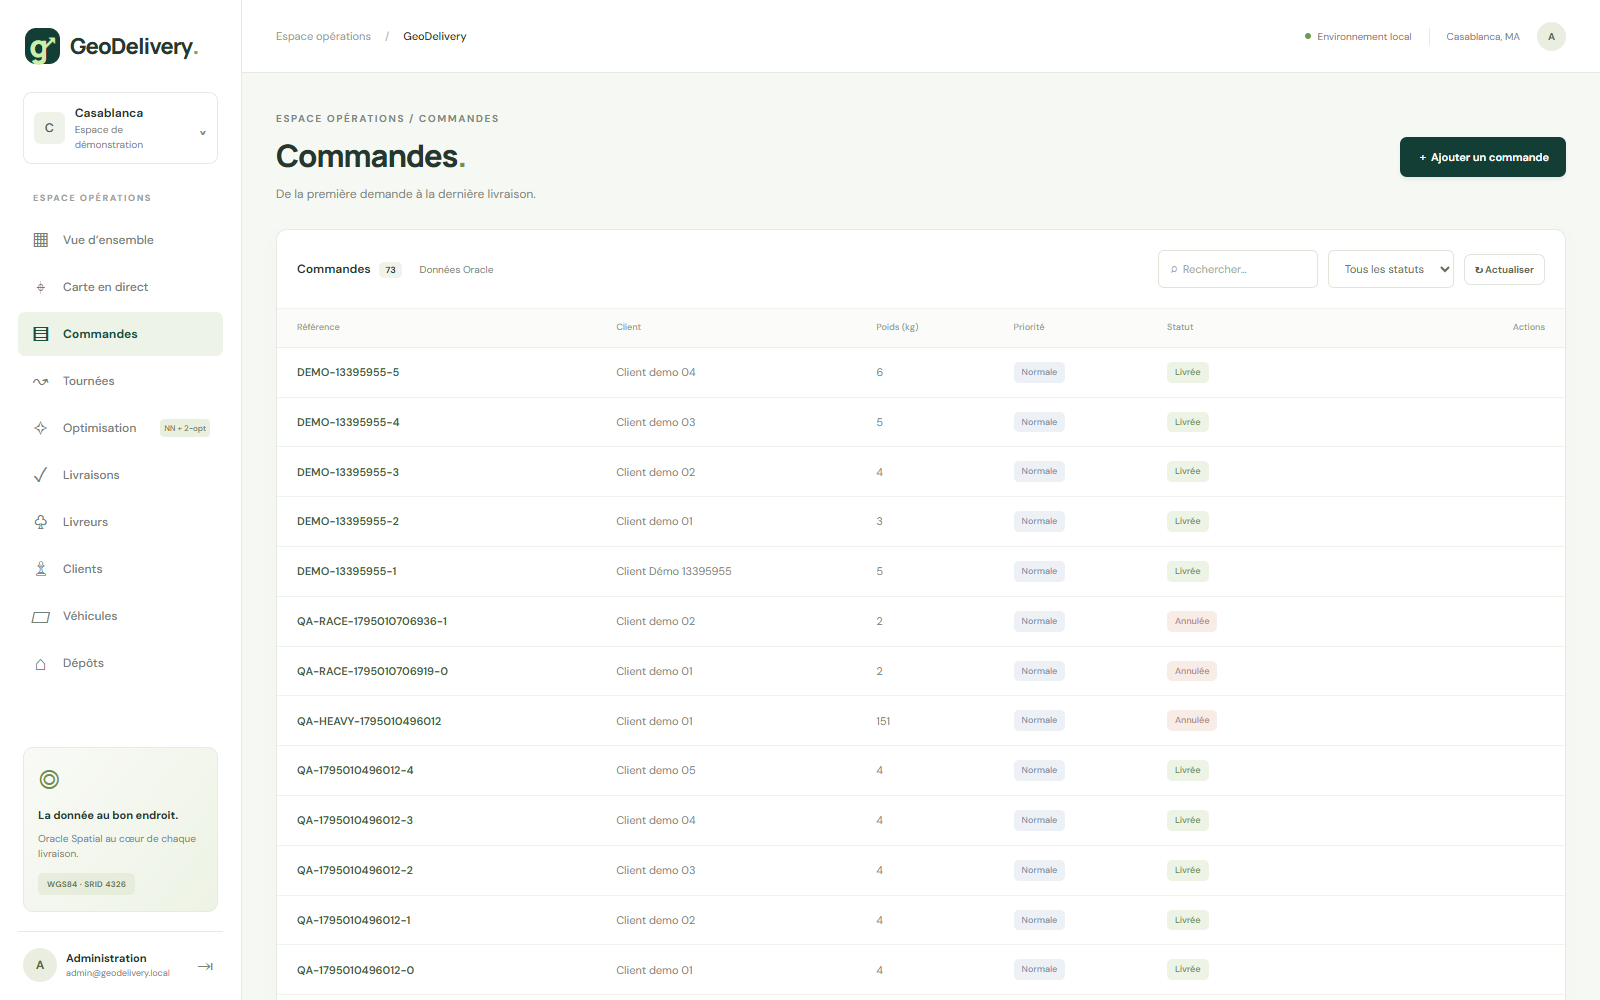 GeoDelivery.
C
Casablanca
Espace de
démonstration
ESPACE OPÉRATIONS
Vue d'ensemble
Carte en direct
Commandes
Tournées
Optimisation NN + 2-opt
Livraisons
Livreurs
Clients
Véhicules
Dépôts
La donnée au bon endroit.
Oracle Spatial au cœur de chaque
livraison.
WGS84 · SRID 4326
A
Administration
admin@geodelivery.local
Espace opérations / GeoDelivery
Environnement local
Casablanca, MA
A
ESPACE OPÉRATIONS / COMMANDES
Commandes.
De la première demande à la dernière livraison.
+ Ajouter un commande
Commandes 73 Données Oracle
Rechercher...
Tous les statuts
↻ Actualiser
Référence Client Poids (kg) Priorité Statut Actions
DEMO-13395955-5 Client demo 04 6 Normale Livrée
DEMO-13395955-4 Client demo 03 5 Normale Livrée
DEMO-13395955-3 Client demo 02 4 Normale Livrée
DEMO-13395955-2 Client demo 01 3 Normale Livrée
DEMO-13395955-1 Client Démo 13395955 5 Normale Livrée
QA-RACE-1795010706936-1 Client demo 02 2 Normale Annulée
QA-RACE-1795010706919-0 Client demo 01 2 Normale Annulée
QA-HEAVY-1795010496012 Client demo 01 151 Normale Annulée
QA-1795010496012-4 Client demo 05 4 Normale Livrée
QA-1795010496012-3 Client demo 04 4 Normale Livrée
QA-1795010496012-2 Client demo 03 4 Normale Livrée
QA-1795010496012-1 Client demo 02 4 Normale Livrée
QA-1795010496012-0 Client demo 01 4 Normale Livrée